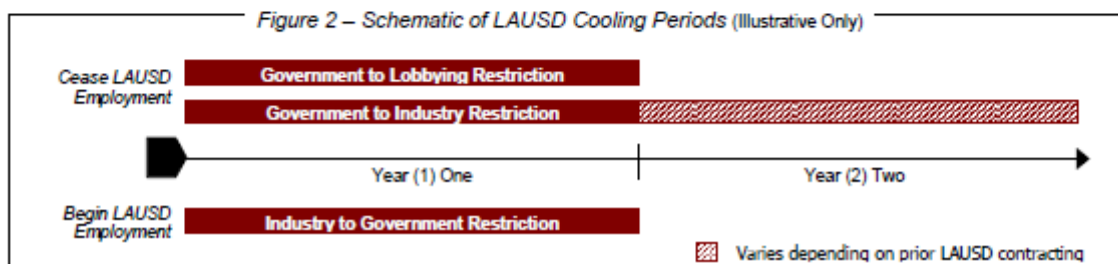 Figure 2 – Schematic of LAUSD Cooling Periods (Illustrative Only)
Cease LAUSD
Employment
Government to Lobbying Restriction
Government to Industry Restriction
Year (1) One
Year (2) Two
Begin LAUSD
Employment
Industry to Government Restriction
Varies depending on prior LAUSD contracting